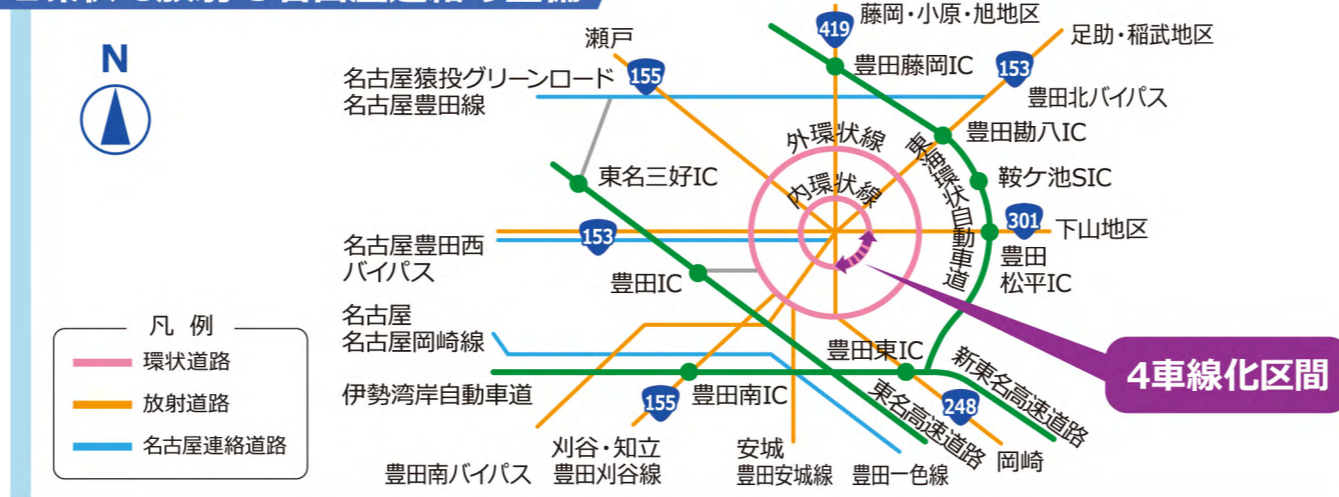 N
瀬戸
155
419
藤岡・小原・旭地区
足助・稲武地区
153
豊田北バイパス
名古屋猿投グリーンロード
名古屋豊田線
豊田藤岡IC
豊田勘八IC
鞍ケ池SIC
東名三好IC
外環状線
内環状線
東海環状自動車道
301
下山地区
豊田
松平IC
153
名古屋豊田西
バイパス
豊田IC
名古屋
名古屋岡崎線
豊田東IC
新東名高速道路
4車線化区間
伊勢湾岸自動車道
155
豊田南IC
東名高速道路
248
岡崎
豊田南バイパス
刈谷・知立
豊田刈谷線
安城
豊田安城線
豊田一色線
凡 例
環状道路
放射道路
名古屋連絡道路